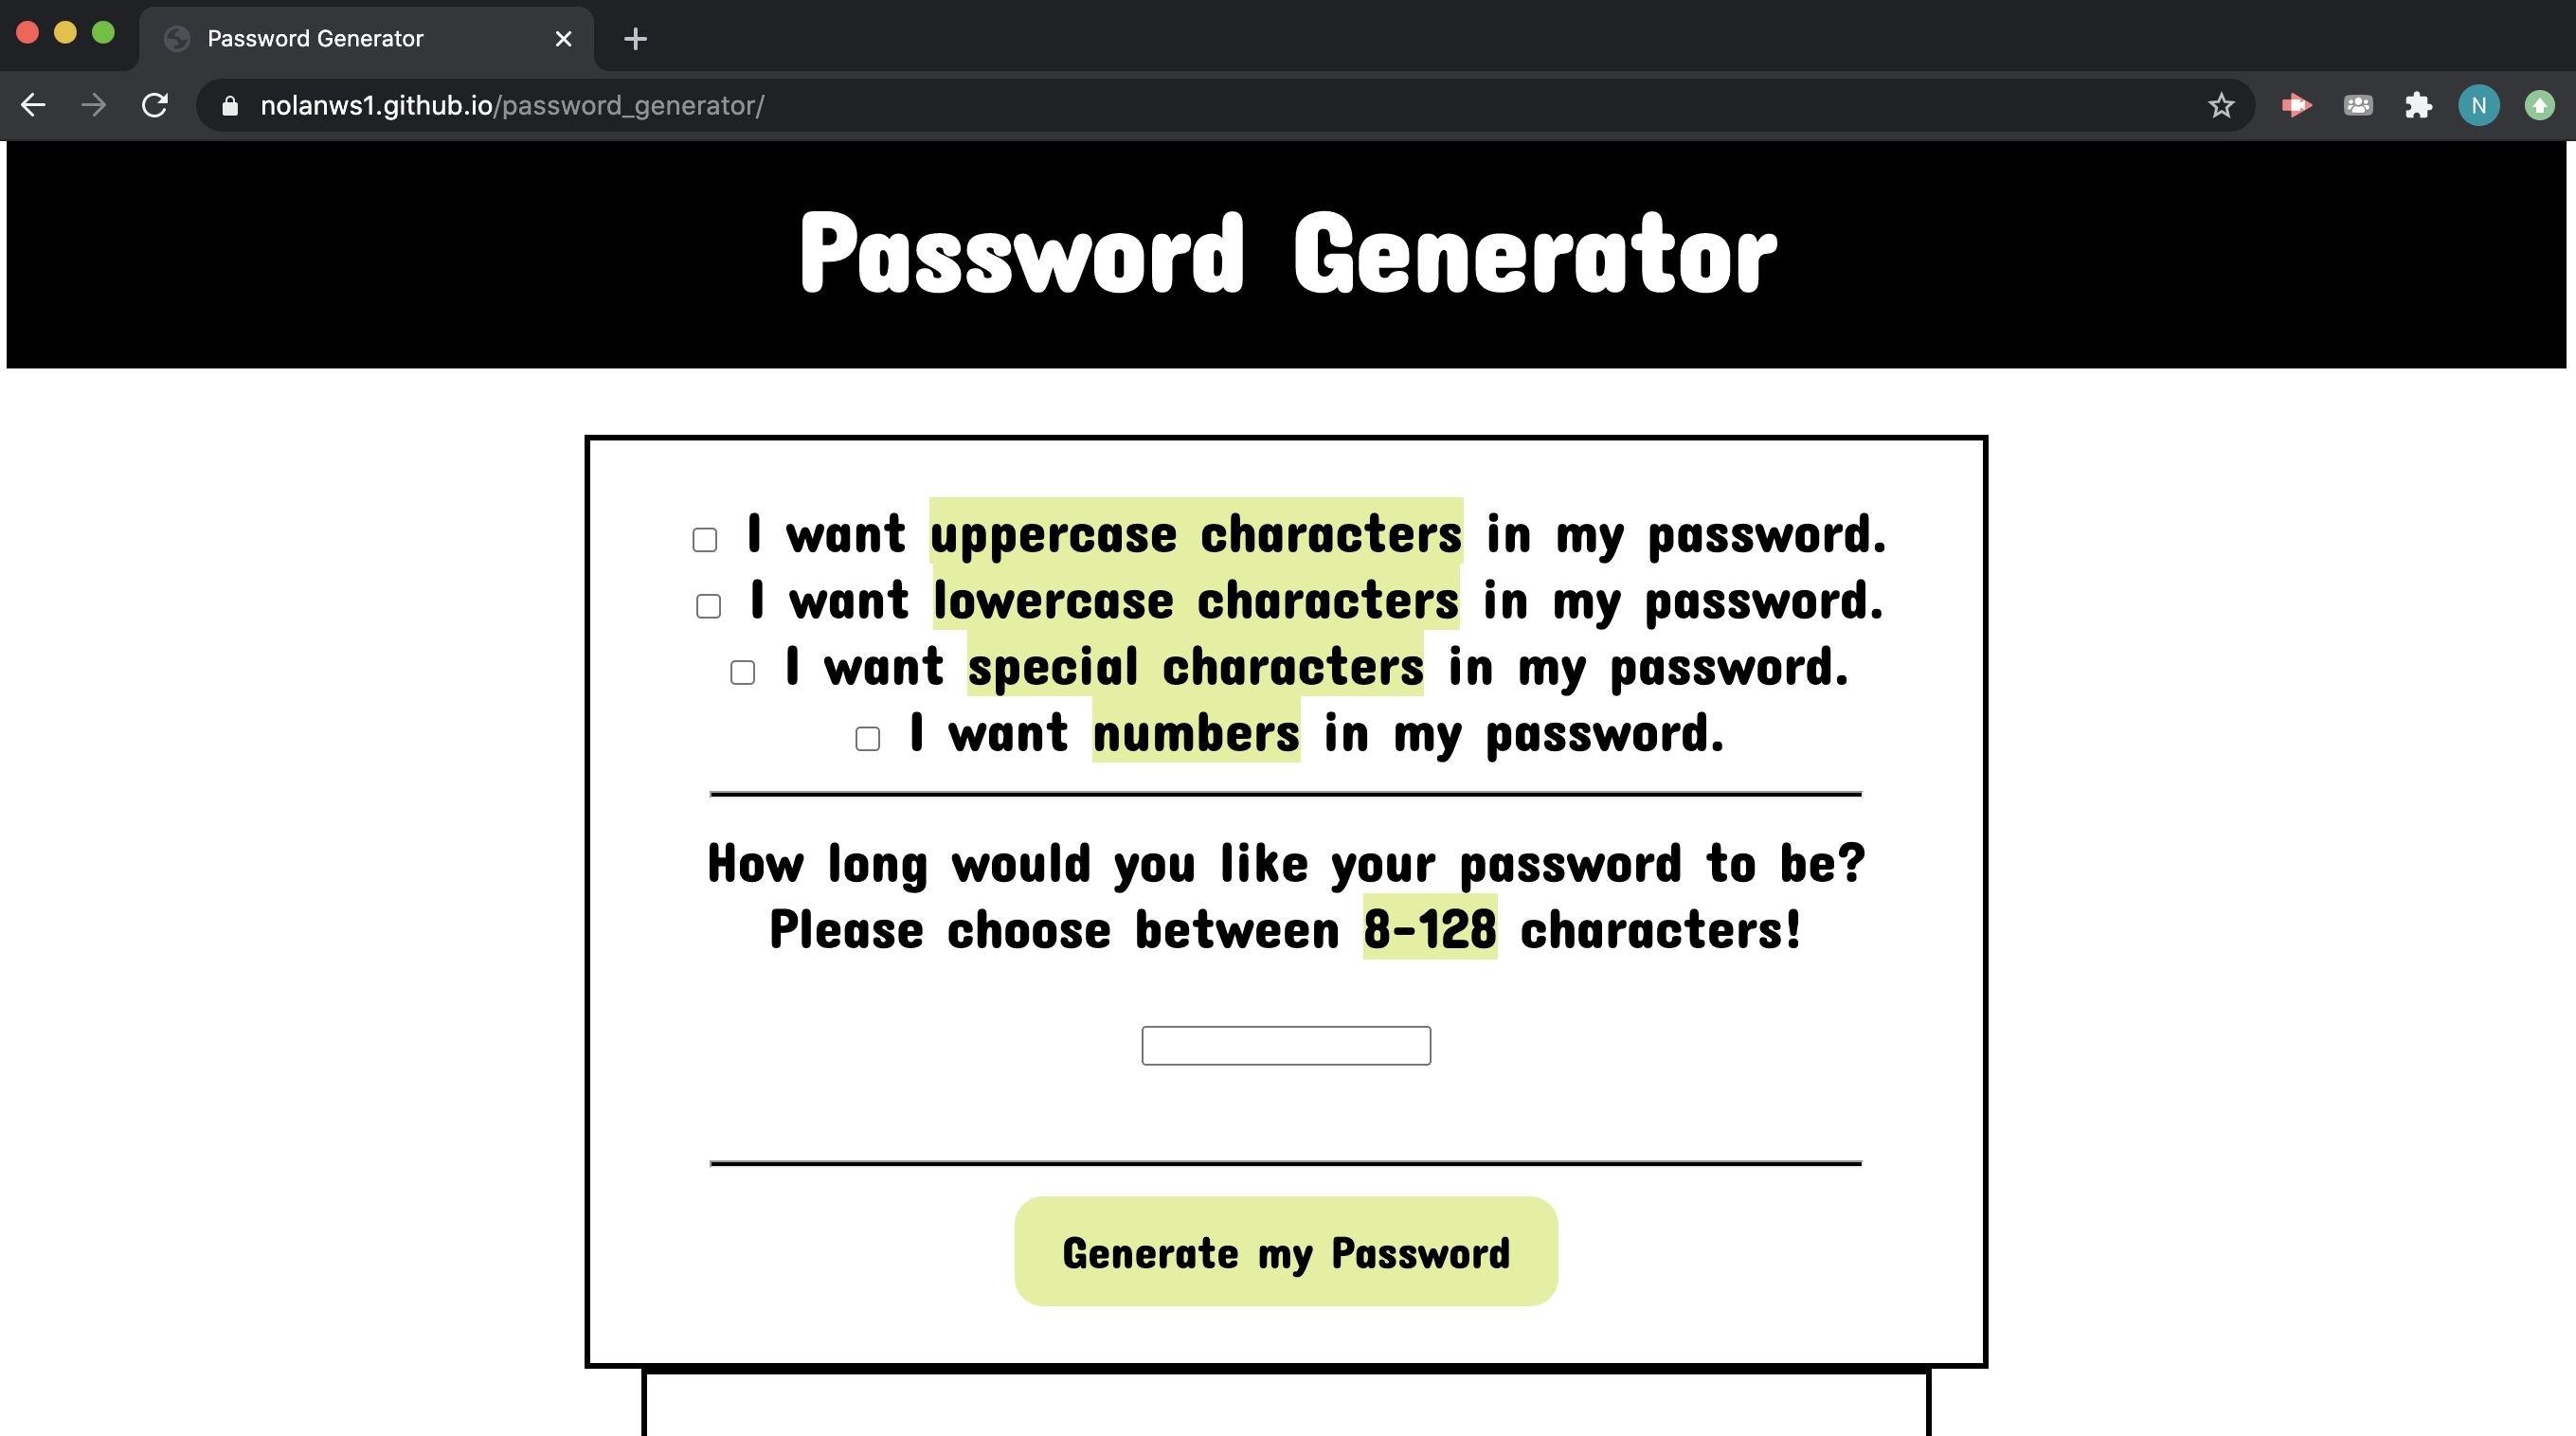 Password Generator
nolanws1.github.io/password_generator/
N
Password Generator
I want uppercase characters in my password.
I want lowercase characters in my password.
I want special characters in my password.
I want numbers in my password.
How long would you like your password to be?
Please choose between 8-128 characters!
Generate my Password